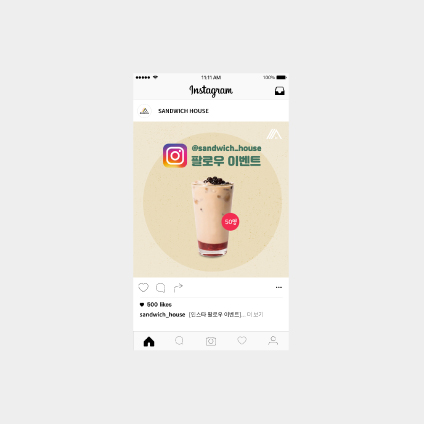 11:11 AM
100%
Instagram
SANDWICH HOUSE
@sandwich_house
팔로우 이벤트
50명
500 likes
sandwich_house [인스타 팔로우 이벤트]... 더 보기